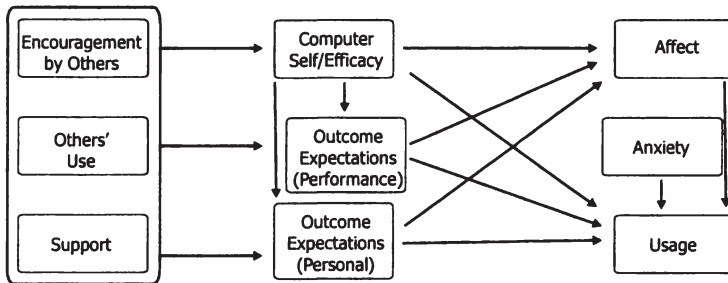 Encouragement
by Others
Others'
Use
Support
Computer
Self/Efficacy
Outcome
Expectations
(Performance)
Outcome
Expectations
(Personal)
Affect
Anxiety
Usage